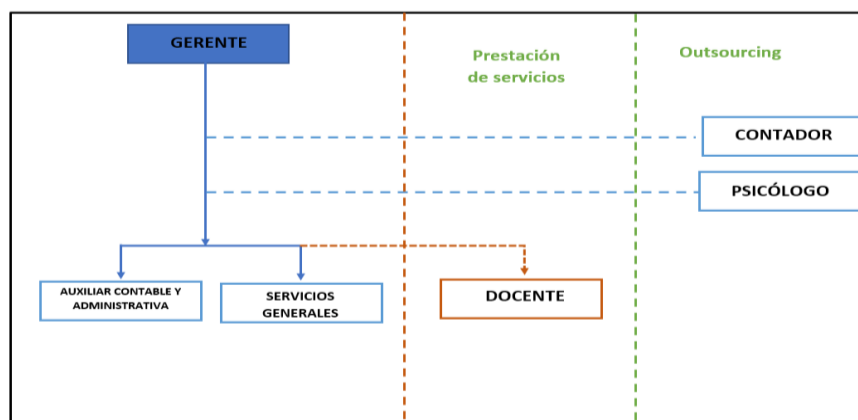 GERENTE
Prestación
de servicios
Outsourcing
CONTADOR
PSICÓLOGO
AUXILIAR CONTABLE Y
ADMINISTRATIVA
SERVICIOS
GENERALES
DOCENTE